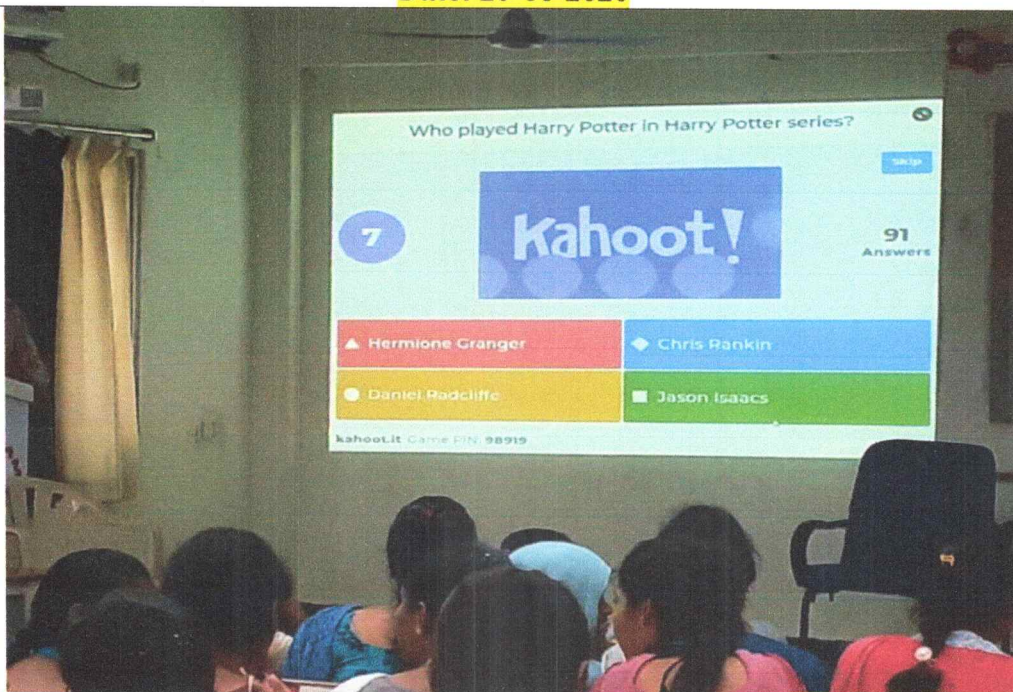 Who played Harry Potter in Harry Potter series?
Skip
7
kahoot!
91
Answers
Hermione Granger
Chris Rankin
Daniel Radcliffe
Jason Isaacs
kahoot.it Game PIN: 98919